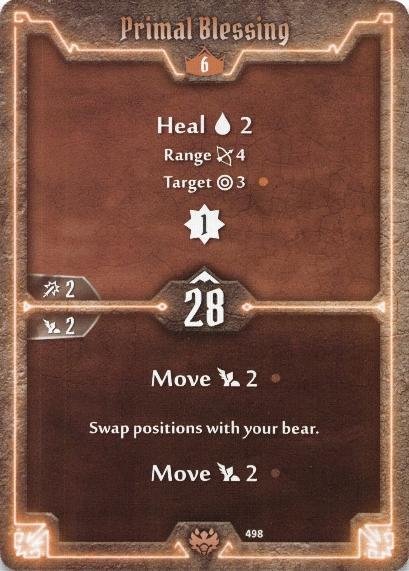 Primal Blessing
6
Heal 2
Range 4
Target 3
1
2
28
2
Move 2
Swap positions with your bear.
Move 2
498